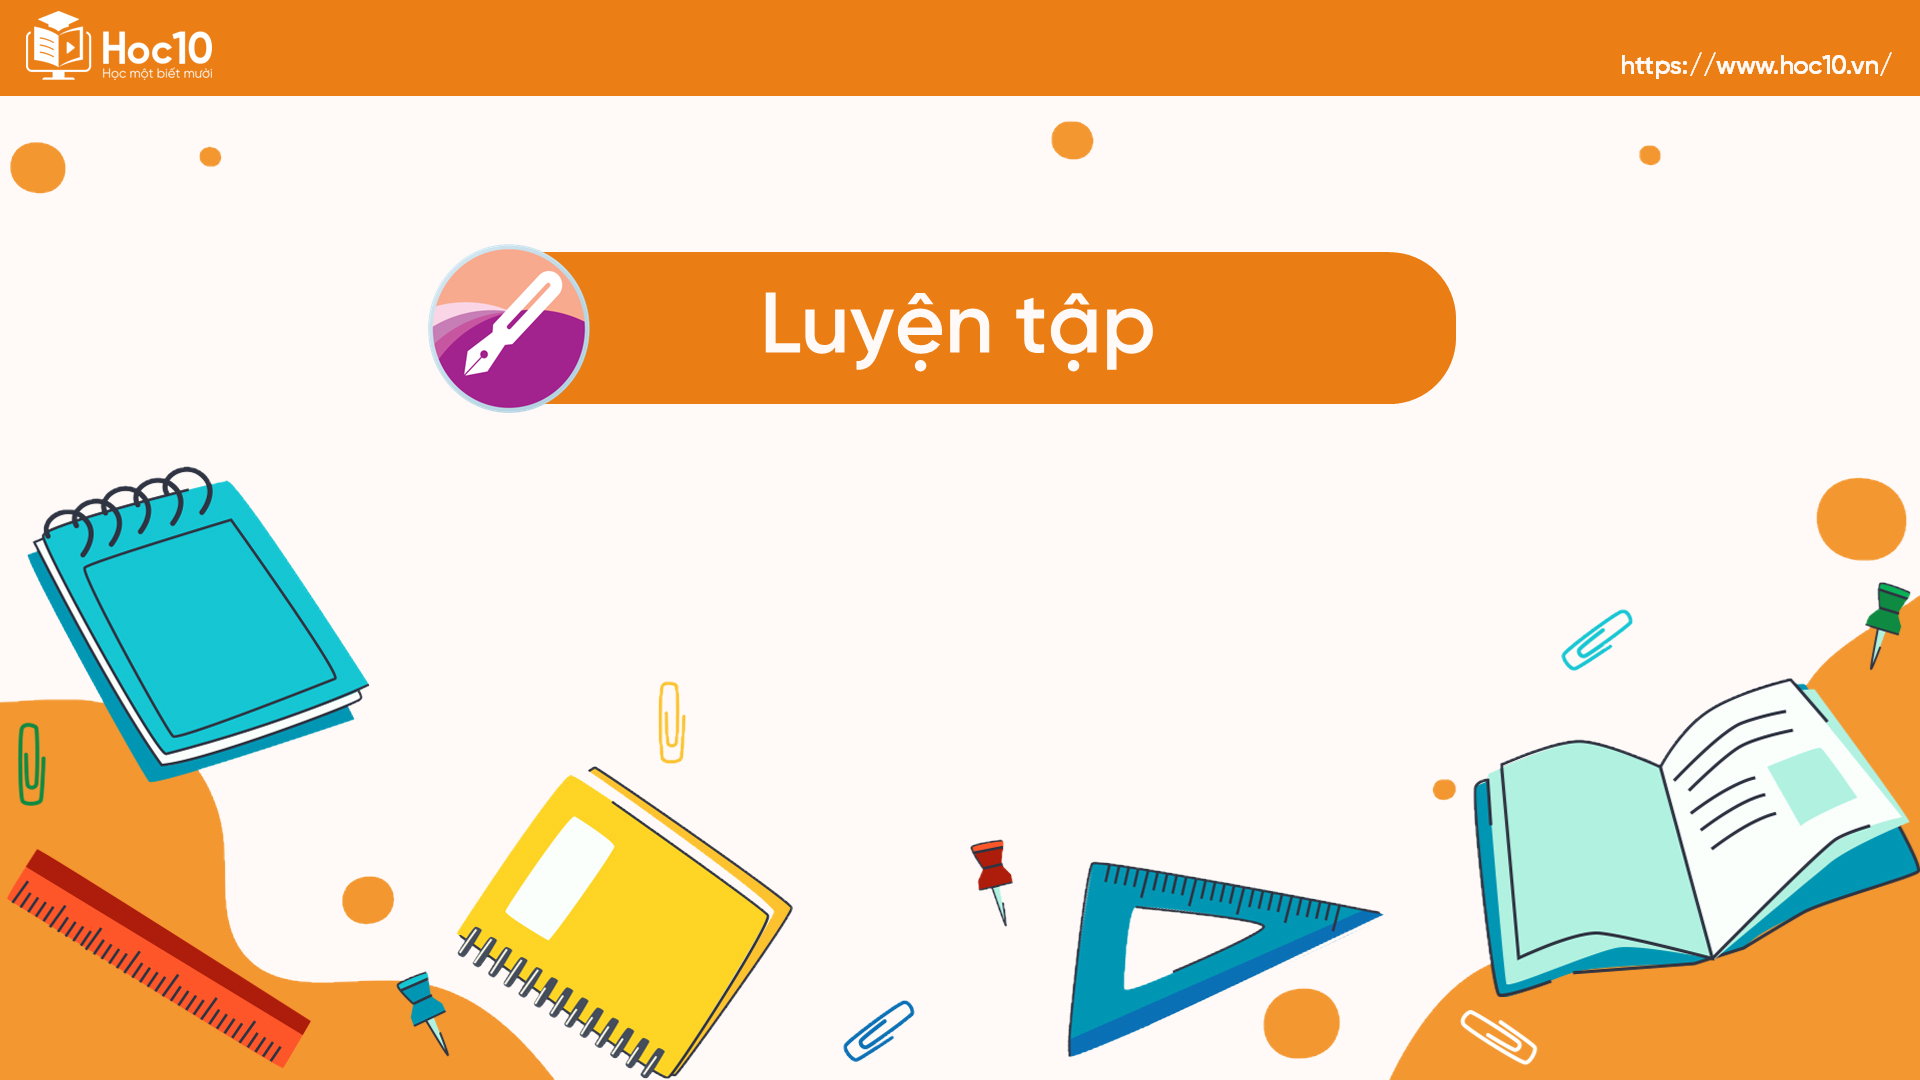 Hoc10
Học một biết mười
https://www.hoc10.vn/
Luyện tập